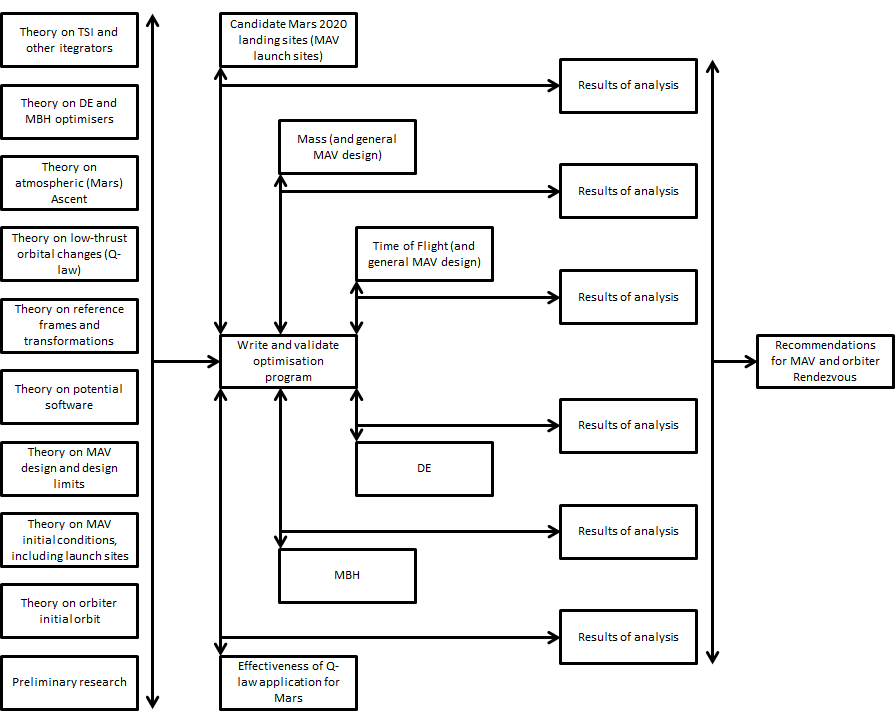 Theory on TSI and
other itegrators
Theory on DE and
MBH optimisers
Theory on
atmospheric (Mars)
Ascent
Theory on low-thrust
orbital changes (Q-
law)
Theory on reference
frames and
transformations
Theory on potential
software
Theory on MAV
design and design
limits
Theory on MAV
initial conditions,
including launch sites
Theory on orbiter
initial orbit
Preliminary research
Candidate Mars 2020
landing sites (MAV
launch sites)
Mass (and general
MAV design)
Time of Flight (and
general MAV design)
Write and validate
optimisation
program
DE
MBH
Effectiveness of Q-
law application for
Mars
Results of analysis
Results of analysis
Results of analysis
Results of analysis
Results of analysis
Results of analysis
Recommendations
for MAV and orbiter
Rendezvous